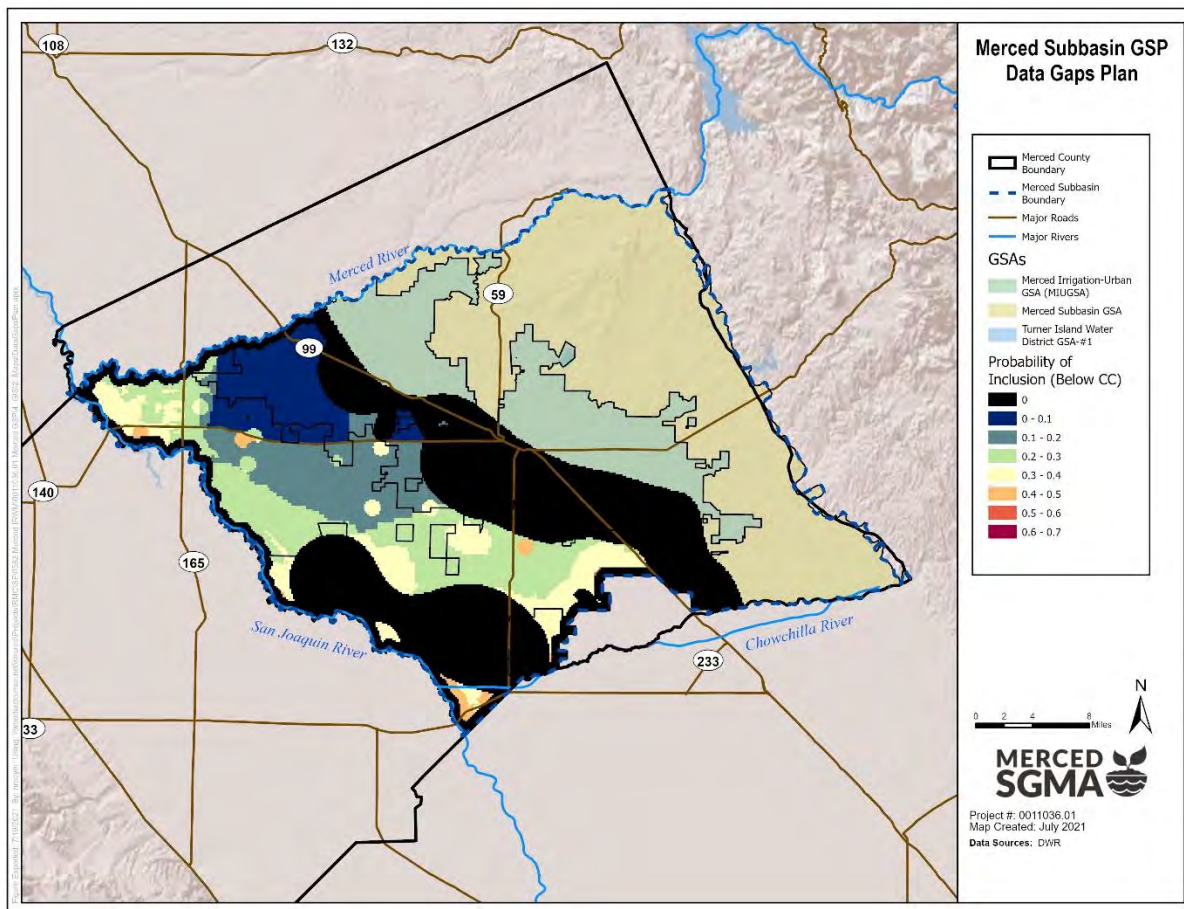 108
132
Merced River
59
99
140
165
San Joaquin River
Chowchilla River
233
33
Merced Subbasin GSP
Data Gaps Plan
Merced County
Boundary
Merced Subbasin
Boundary
Major Roads
Major Rivers
GSAs
Merced Irrigation-Urban
GSA (MIUGSA)
Merced Subbasin GSA
Turner Island Water
District GSA-#1
Probability of
Inclusion (Below CC)
0
0 - 0.1
0.1 - 0.2
0.2 - 0.3
0.3 - 0.4
0.4 - 0.5
0.5 - 0.6
0.6 - 0.7
N
0 2 4 8
Miles
MERCED
SGMA
Project #: 0011036.01
Map Created: July 2021
Data Sources: DWR